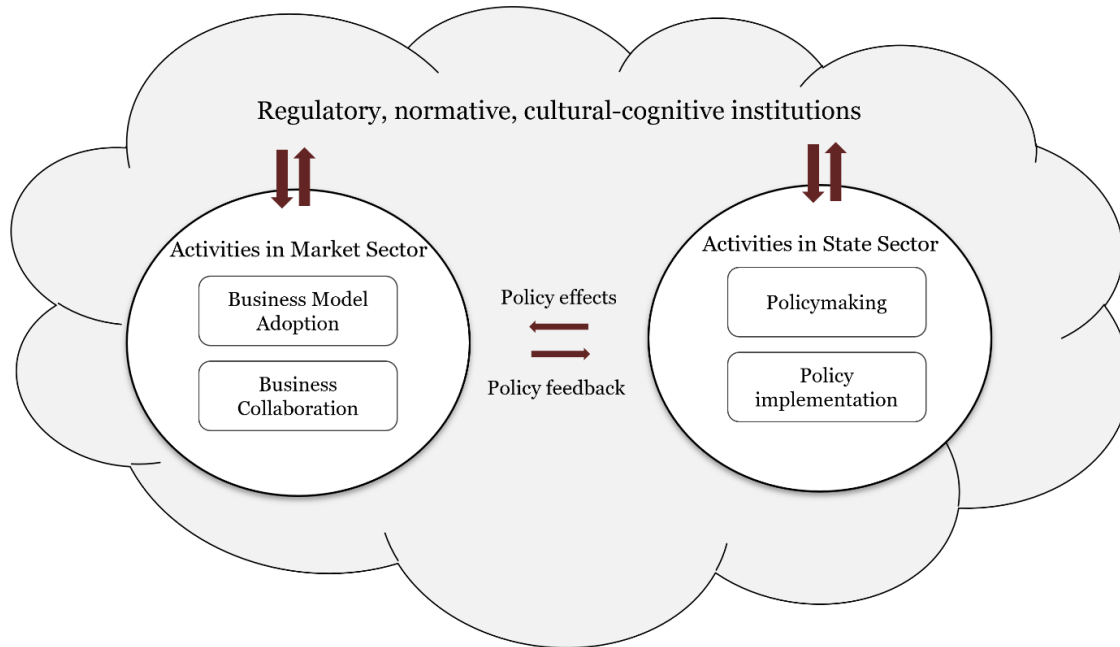 Regulatory, normative, cultural-cognitive institutions
Activities in Market Sector
Business Model
Adoption
Business
Collaboration
Policy effects
Policy feedback
Activities in State Sector
Policymaking
Policy
implementation